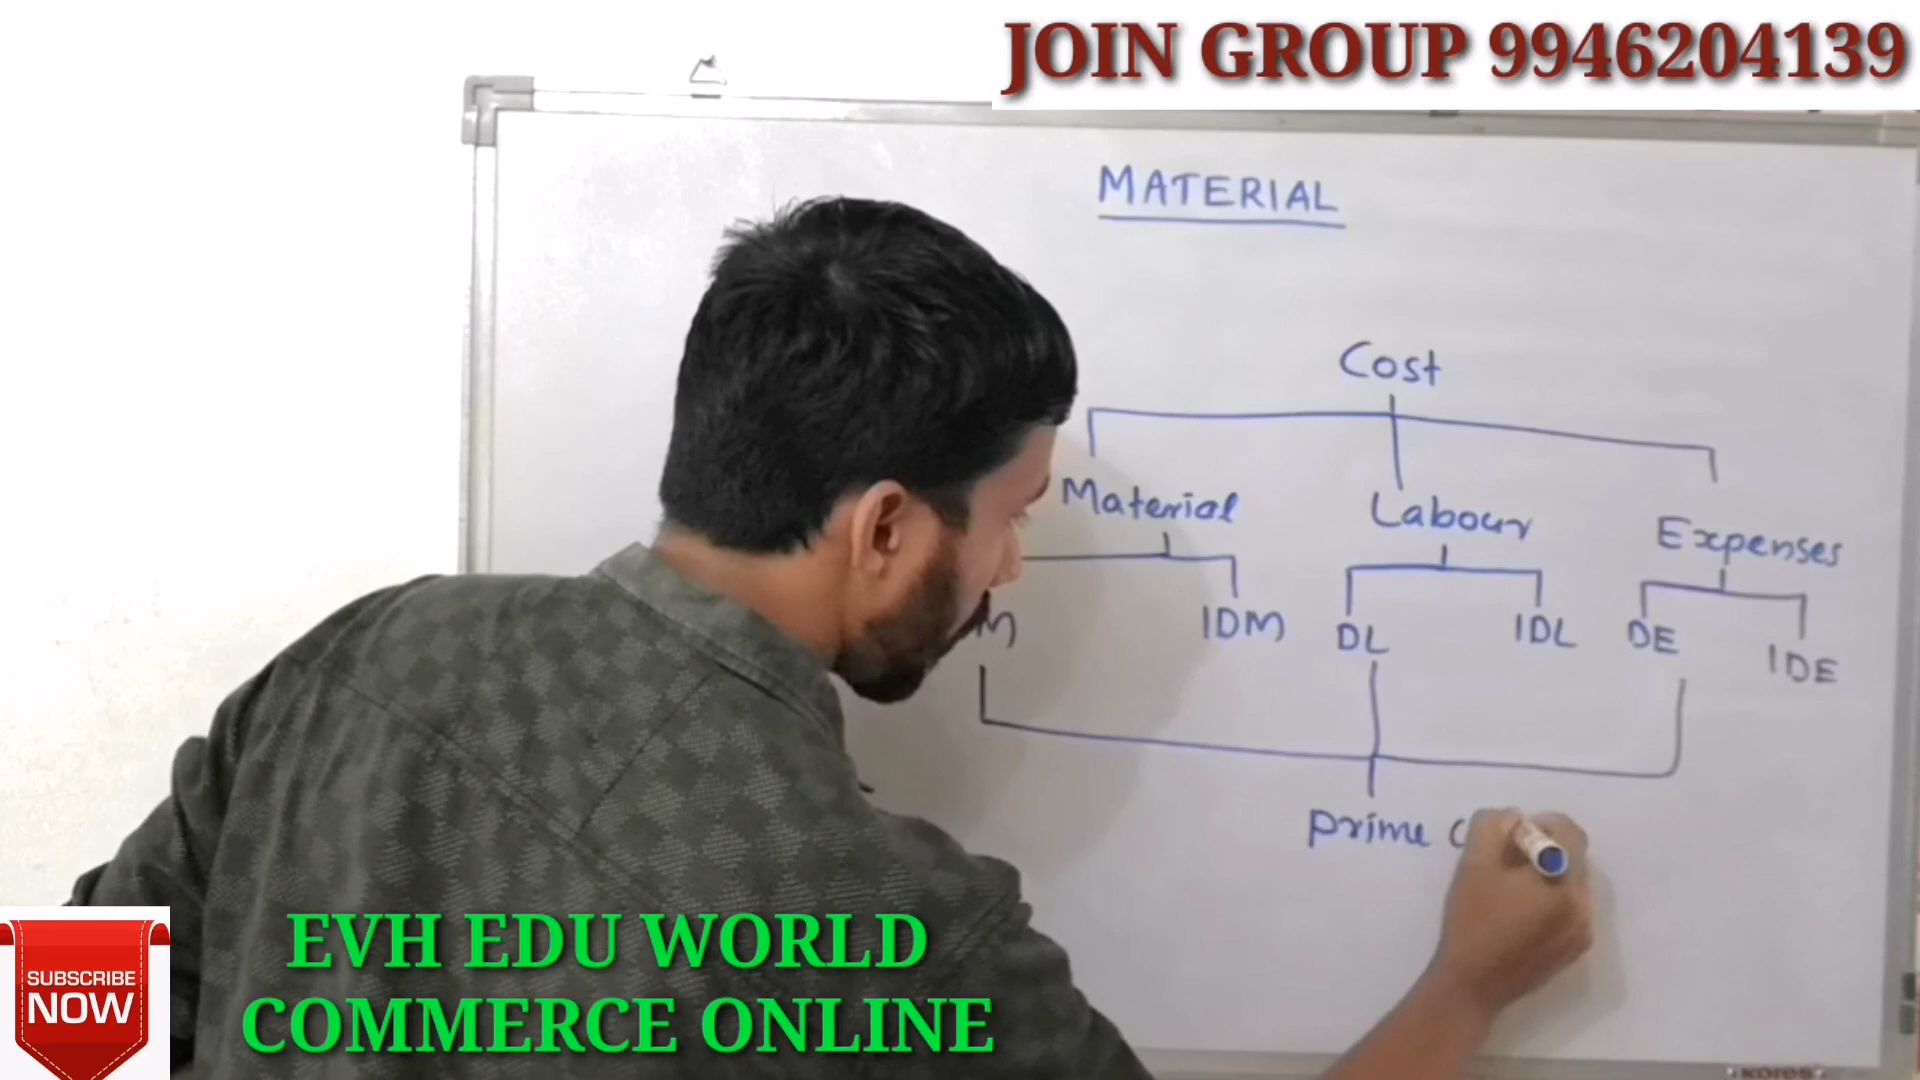 JOIN GROUP 9946204139
MATERIAL
Cost
Material Labour Expenses
IDM DL IDL DE IDE
Prime
EVH EDU WORLD
COMMERCE ONLINE
SUBSCRIBE
NOW
kores